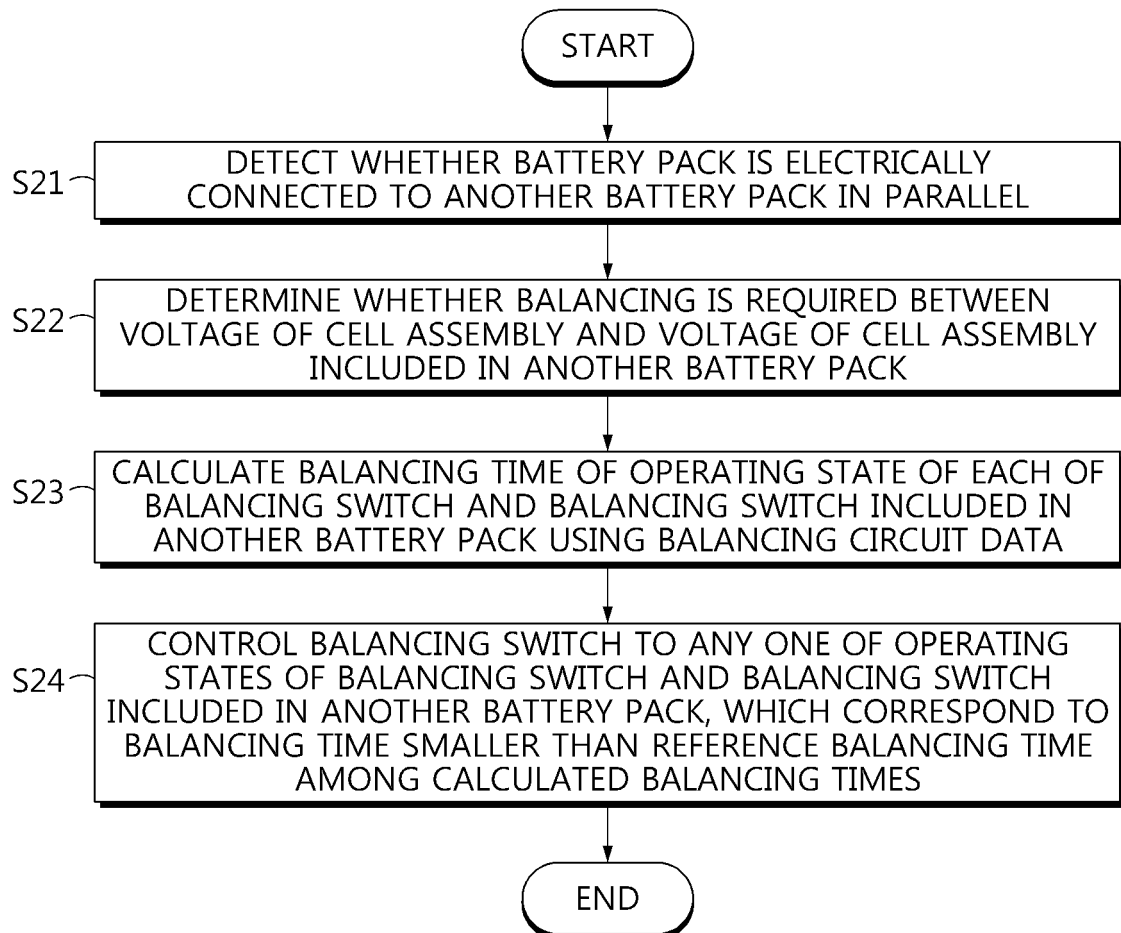 START
S21
DETECT WHETHER BATTERY PACK IS ELECTRICALLY
CONNECTED TO ANOTHER BATTERY PACK IN PARALLEL
S22
DETERMINE WHETHER BALANCING IS REQUIRED BETWEEN
VOLTAGE OF CELL ASSEMBLY AND VOLTAGE OF CELL ASSEMBLY
INCLUDED IN ANOTHER BATTERY PACK
S23
CALCULATE BALANCING TIME OF OPERATING STATE OF EACH OF
BALANCING SWITCH AND BALANCING SWITCH INCLUDED IN
ANOTHER BATTERY PACK USING BALANCING CIRCUIT DATA
S24
CONTROL BALANCING SWITCH TO ANY ONE OF OPERATING
STATES OF BALANCING SWITCH AND BALANCING SWITCH
INCLUDED IN ANOTHER BATTERY PACK, WHICH CORRESPOND TO
BALANCING TIME SMALLER THAN REFERENCE BALANCING TIME
AMONG CALCULATED BALANCING TIMES
END